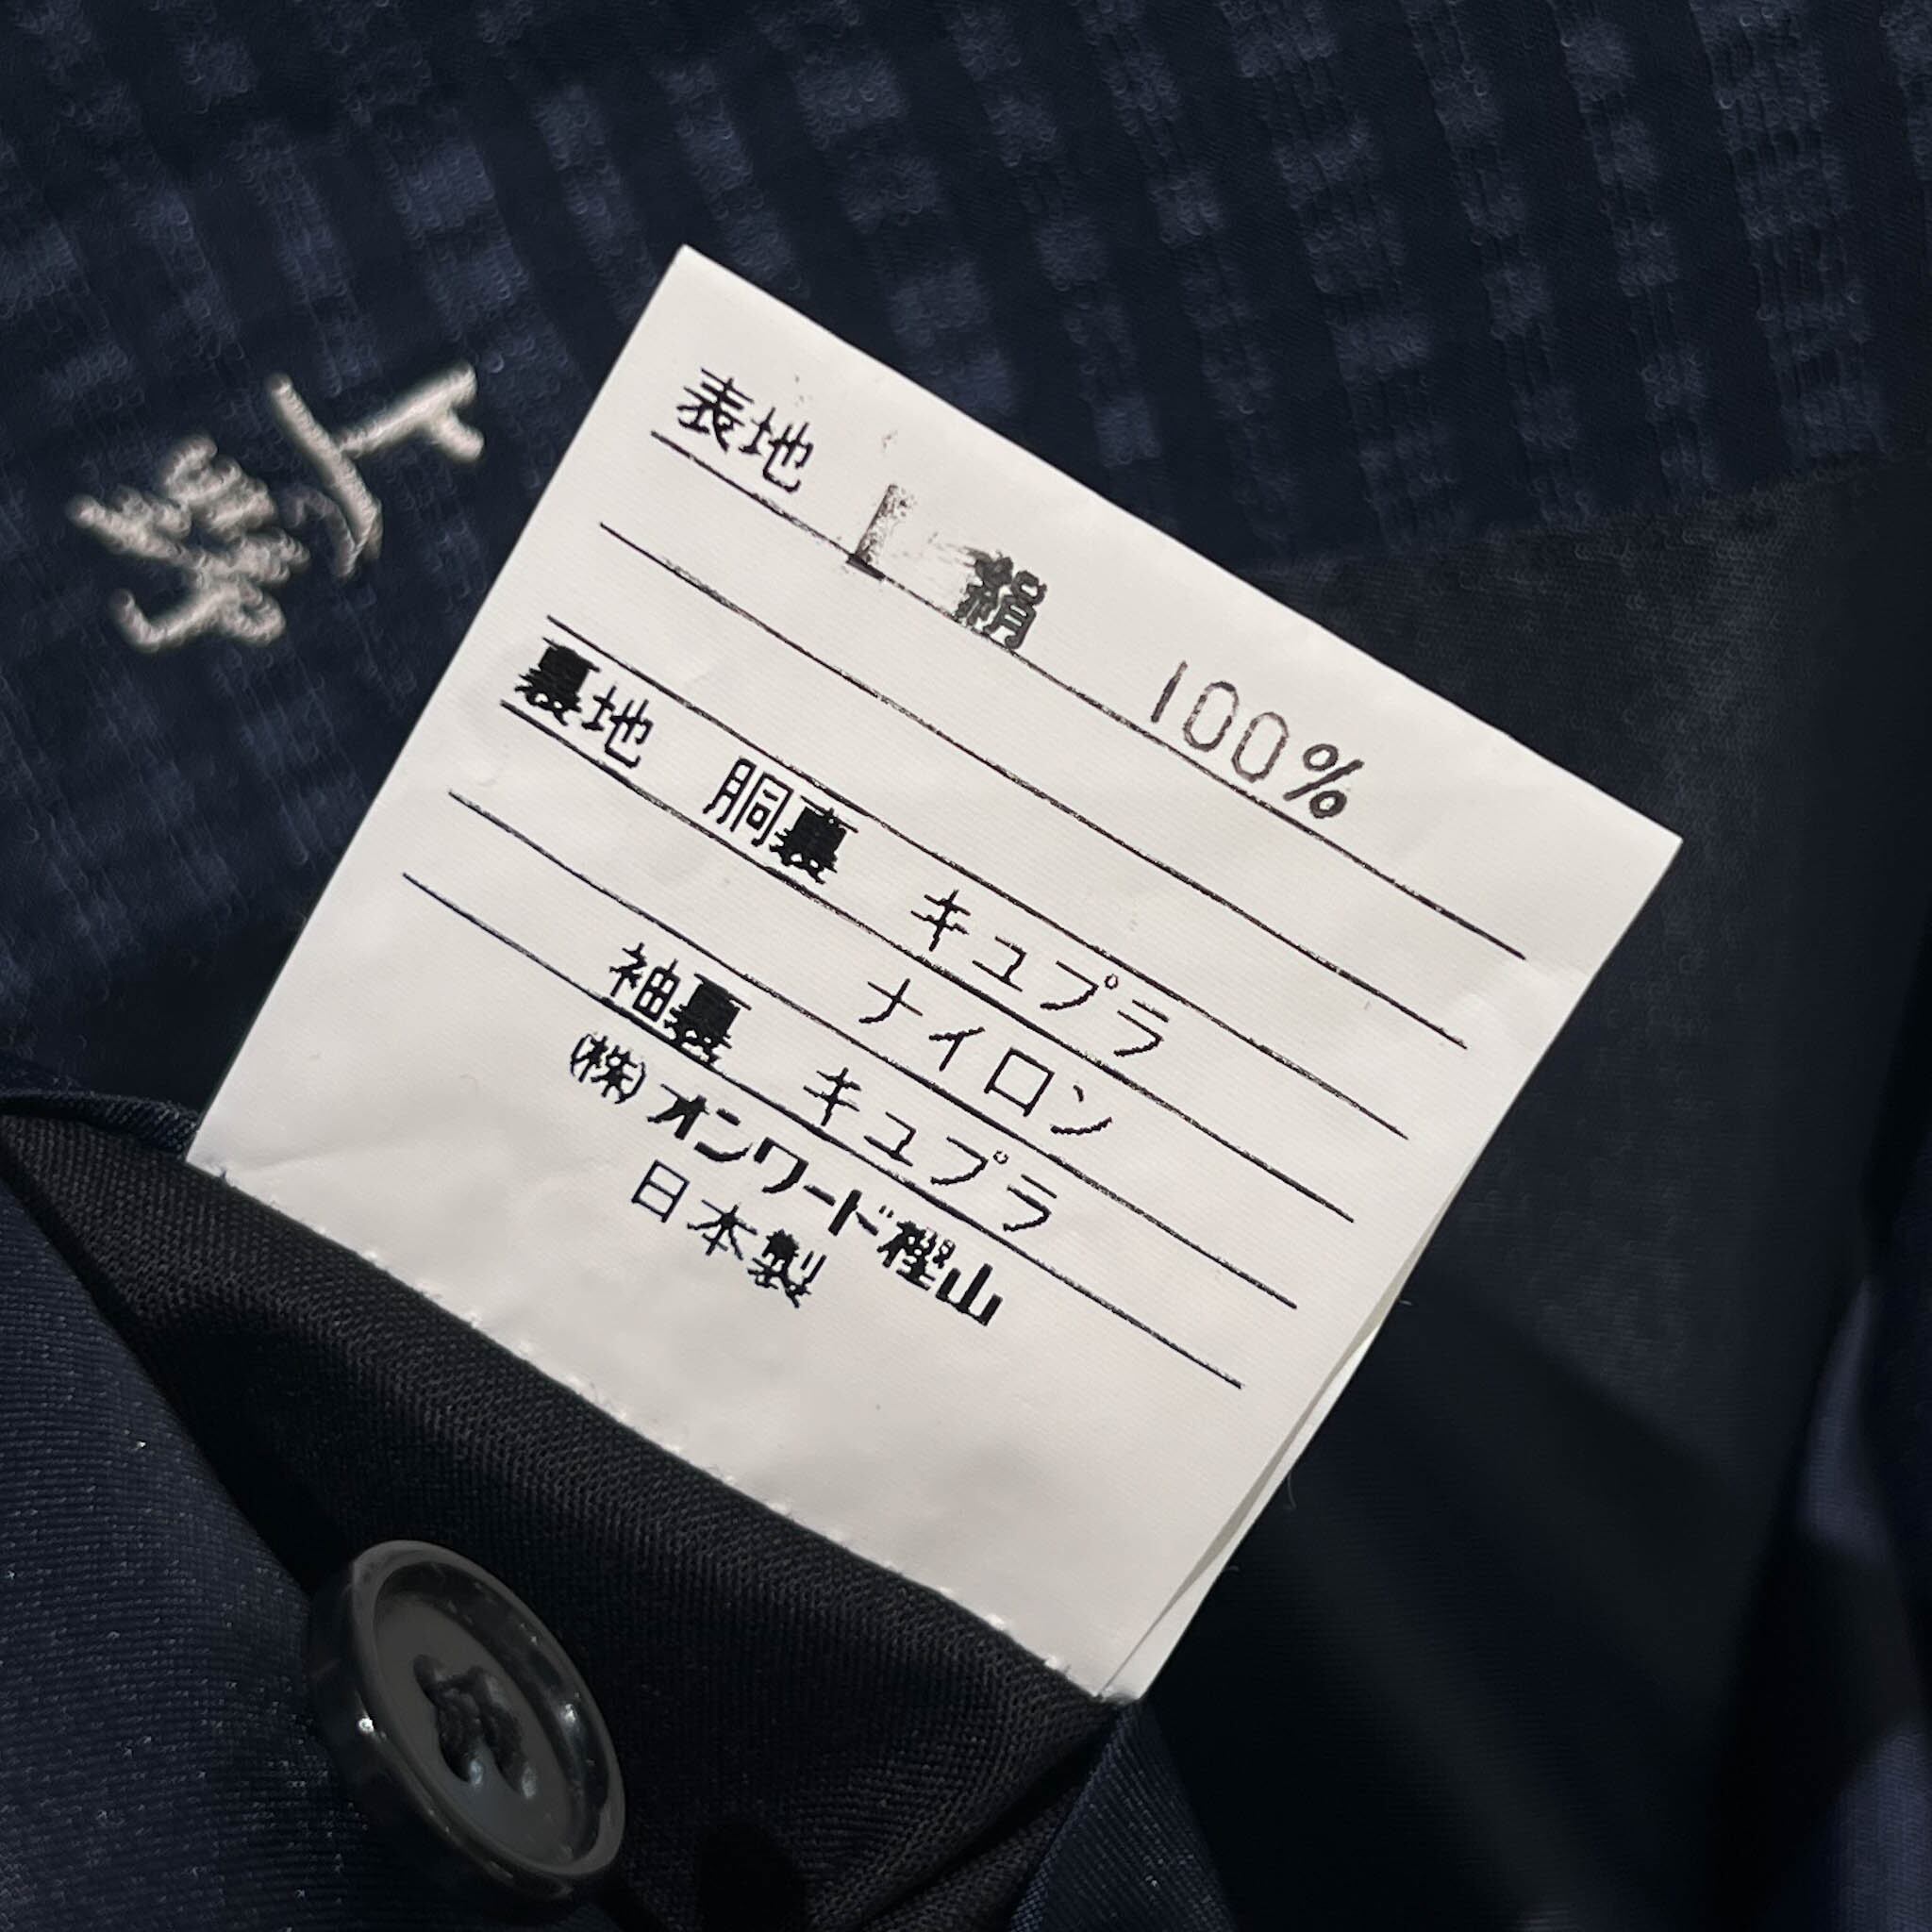 表地 絹 100%
裏地 胴裏 キュプラ
ナイロン
袖裏 キュプラ
㈱オンワード樫山
日本製